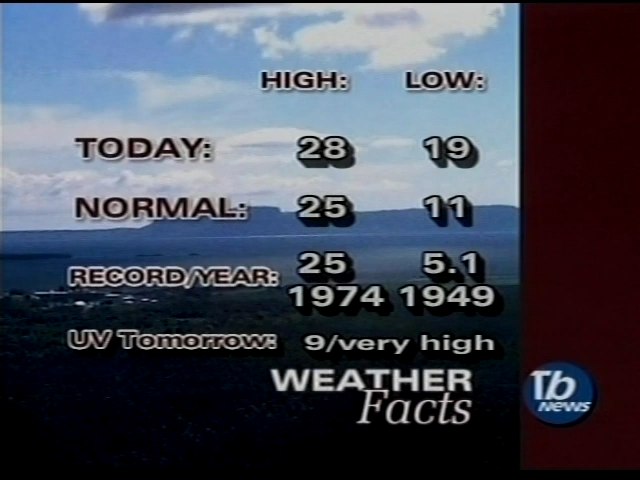 HIGH: LOW:
TODAY: 28 19
NORMAL: 25 11
RECORD/YEAR: 25 5.1
1974 1949
UV Tomorrow: 9/very high
WEATHER
Facts
Tb
NEWS